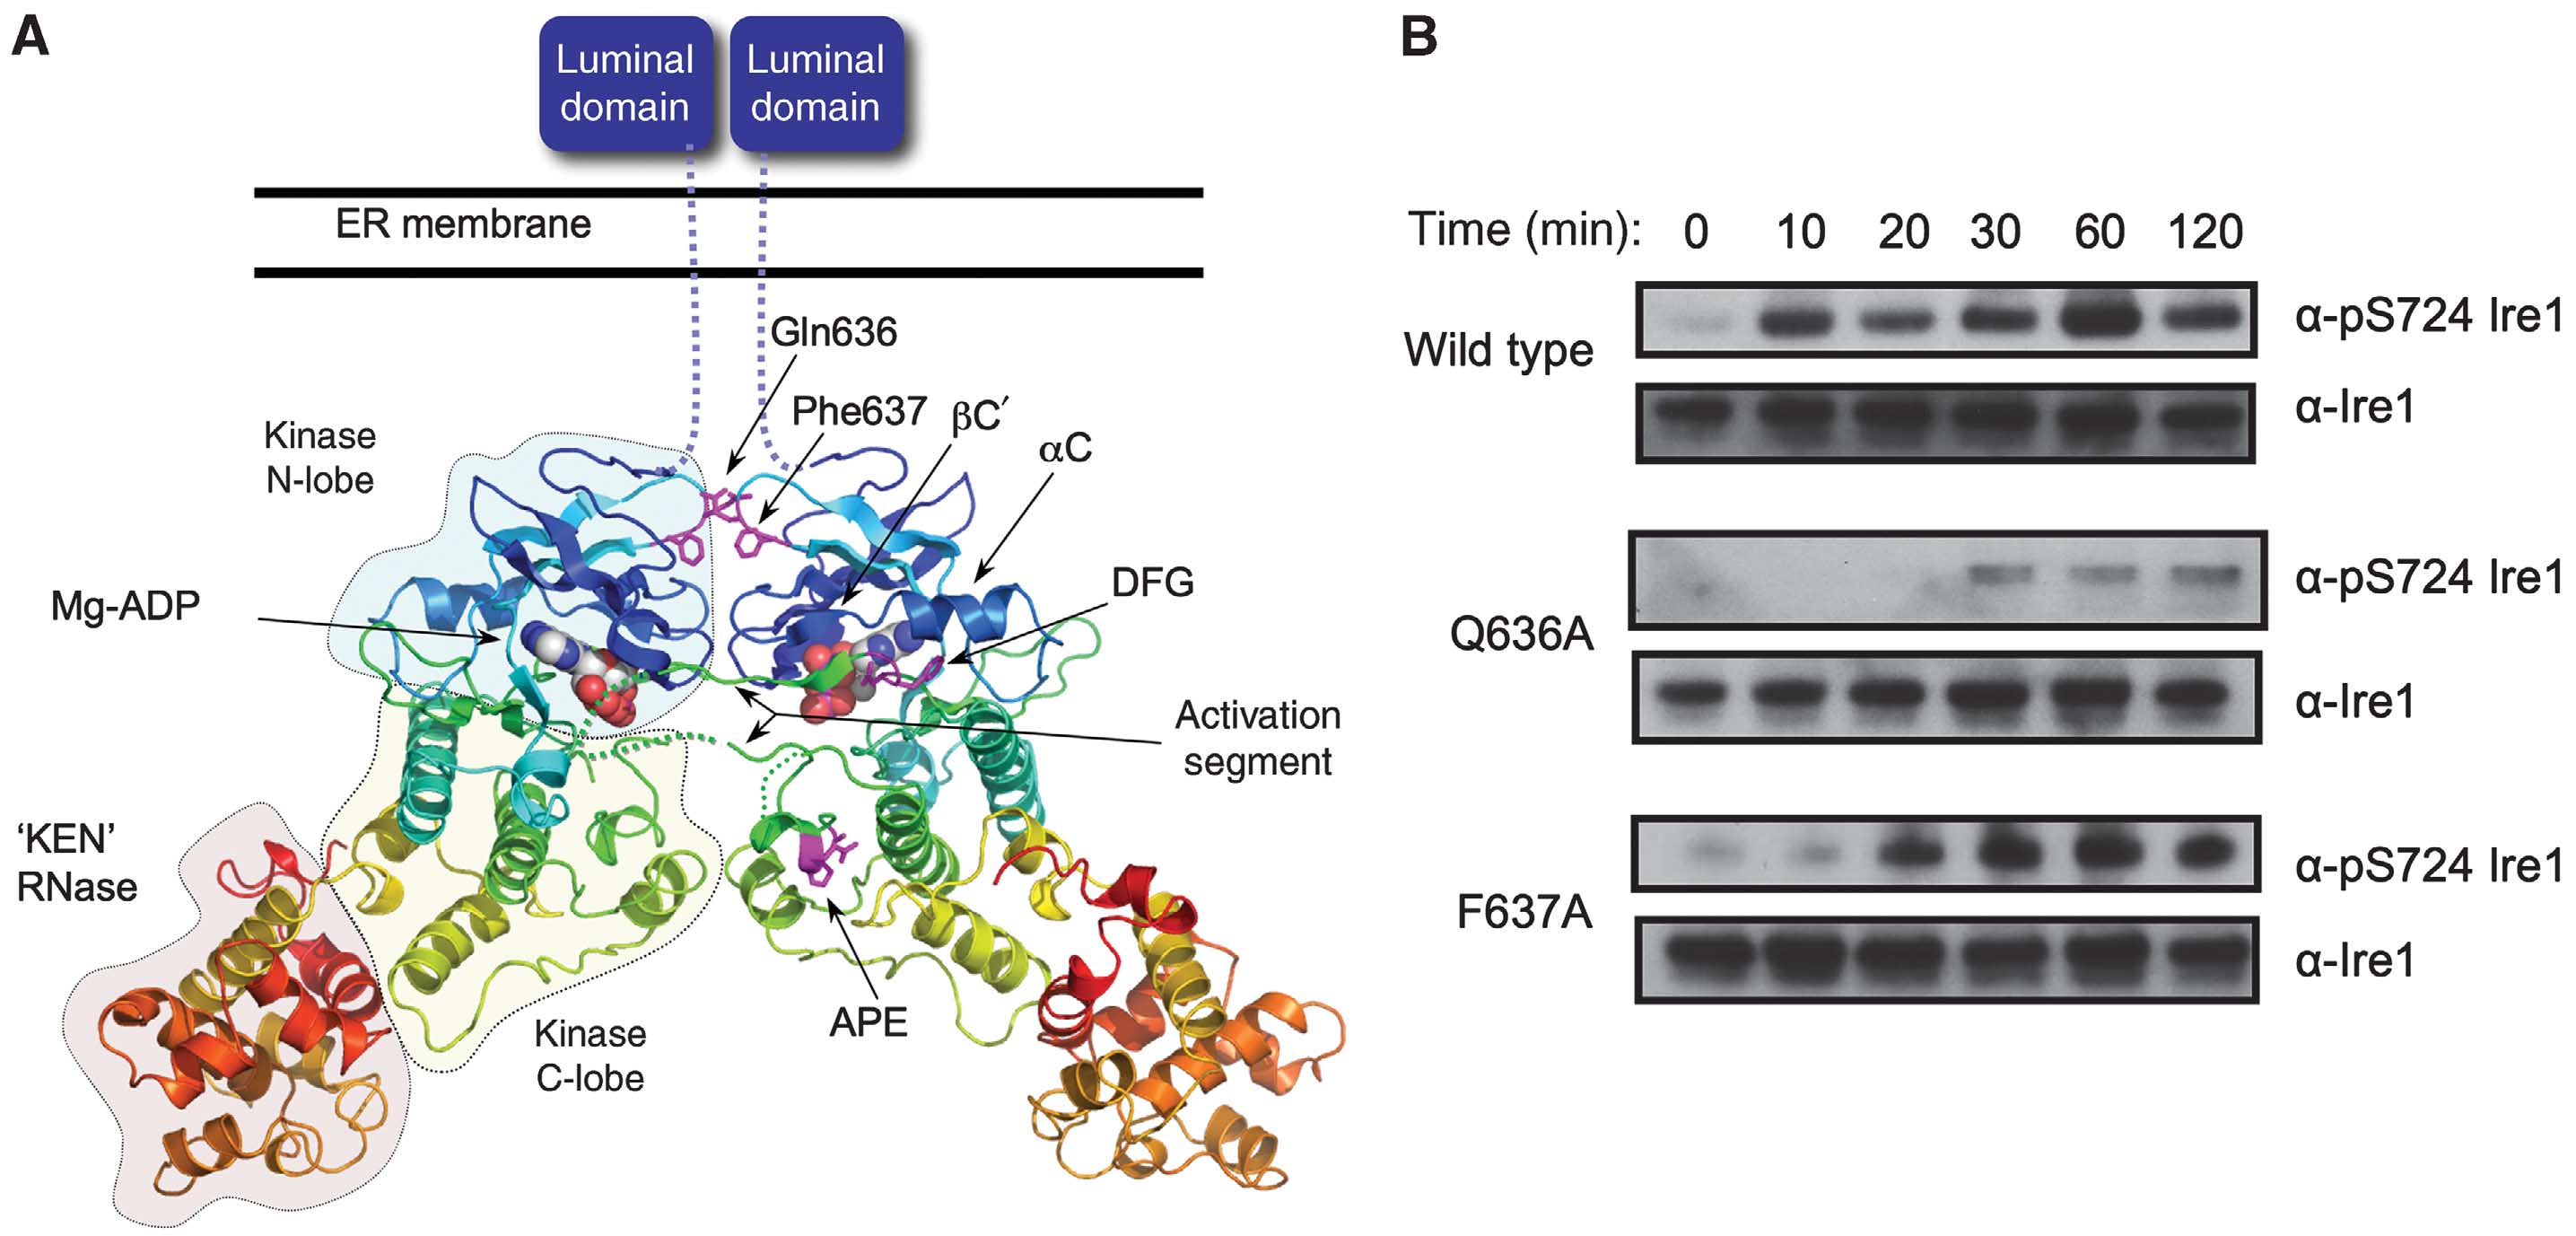 A
Luminal
domain
Luminal
domain
ER membrane
Gln636
Phe637
βC′
αC
Kinase
N-lobe
DFG
Mg-ADP
Activation
segment
'KEN'
RNase
APE
Kinase
C-lobe
B
Time (min): 0 10 20 30 60 120
Wild type
α-pS724 Ire1
α-Ire1
Q636A
α-pS724 Ire1
α-Ire1
F637A
α-pS724 Ire1
α-Ire1